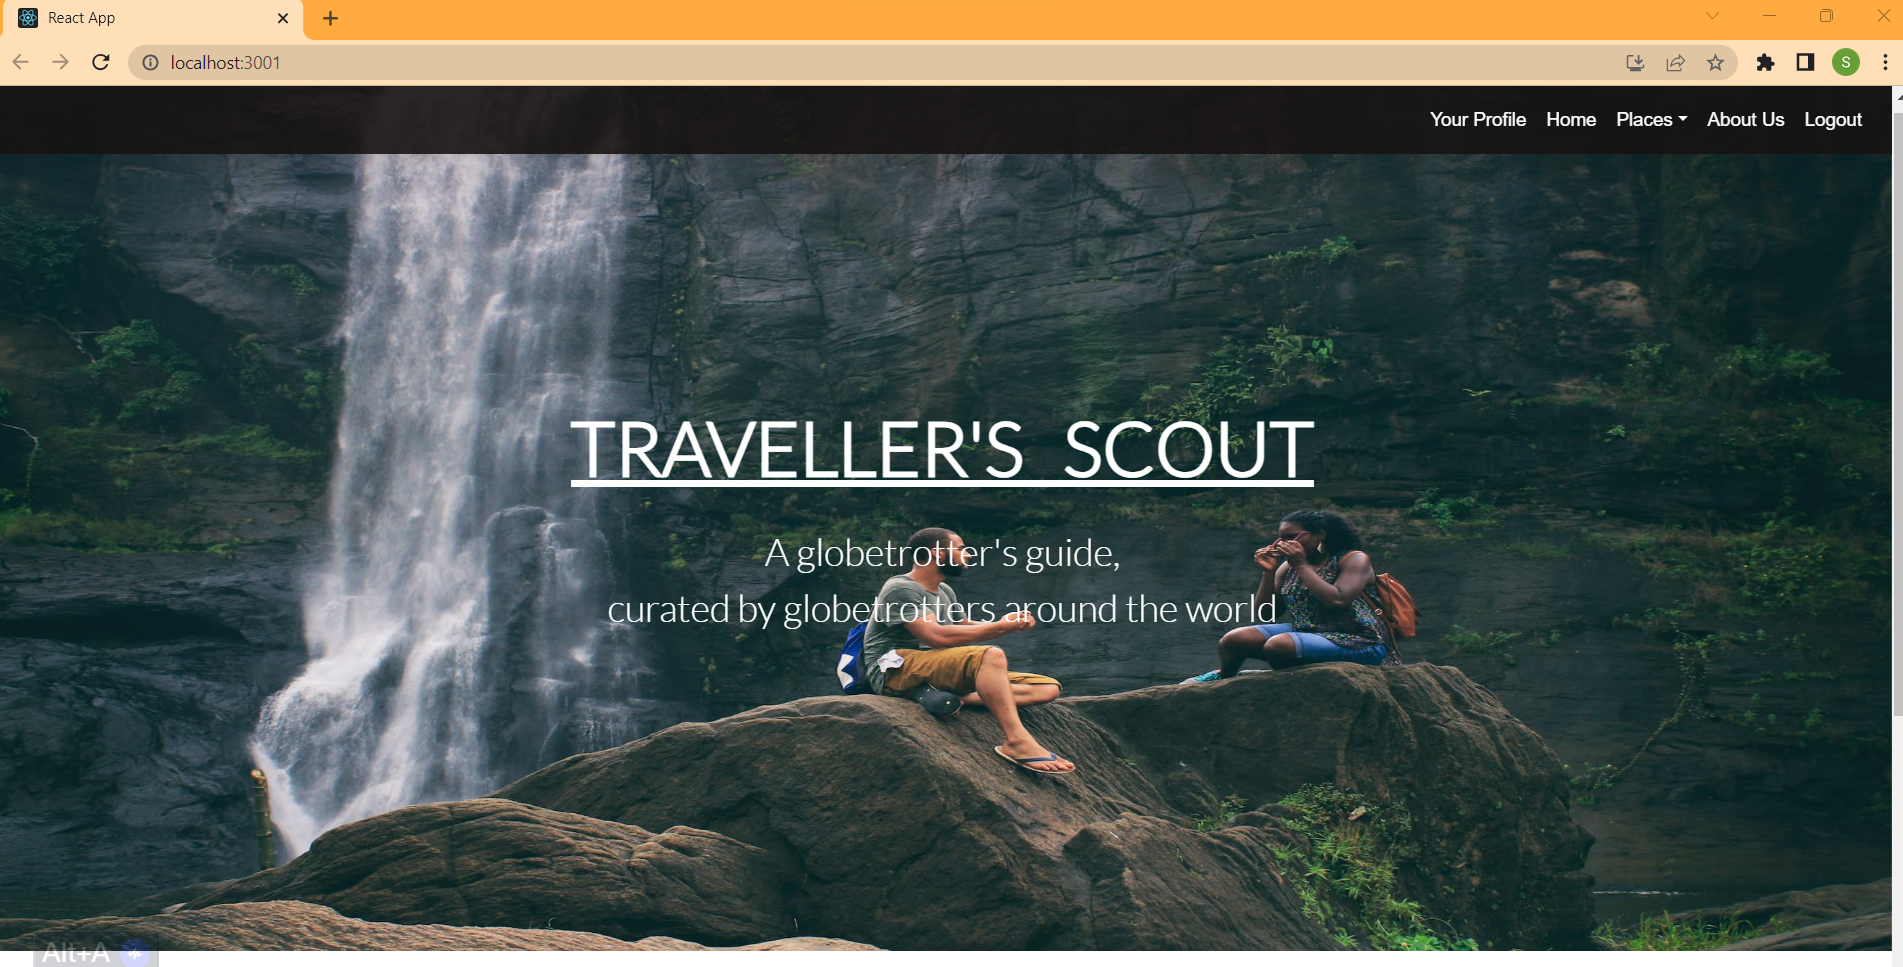 React App
localhost:3001
S
Your Profile Home Places About Us Logout
TRAVELLER'S SCOUT
A globetrotter's guide,
curated by globetrotters around the world
Alt+A